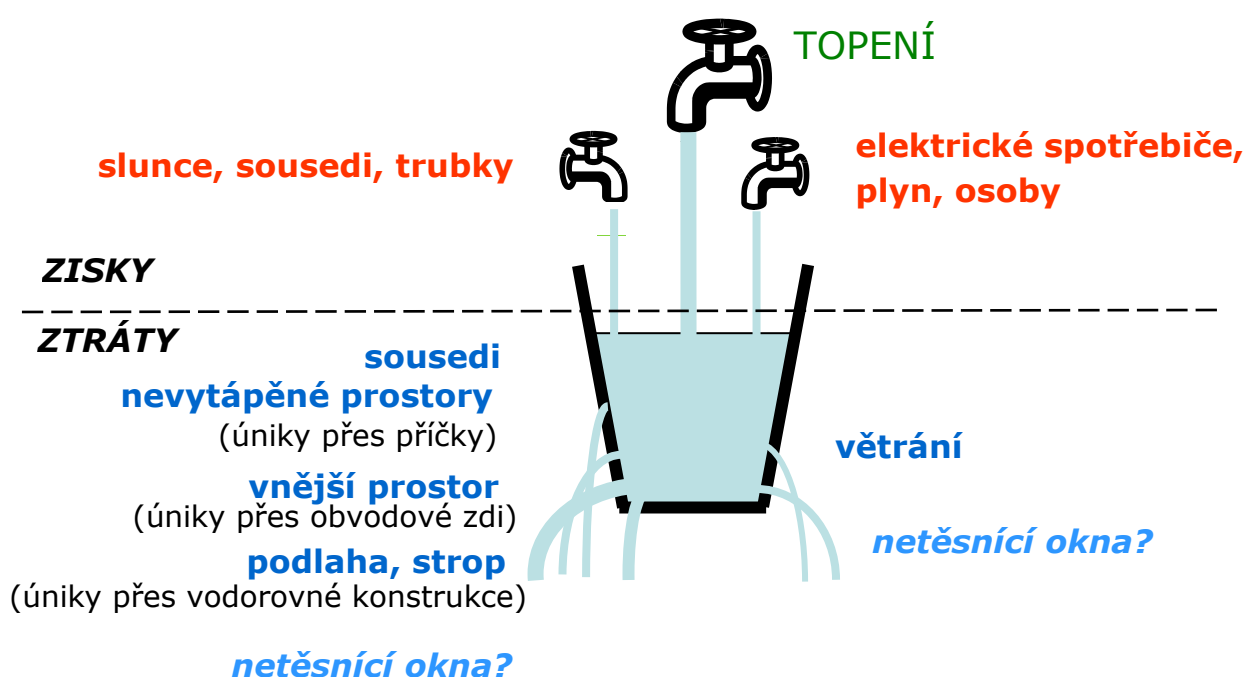 TOPENÍ
slunce, sousedi, trubky
elektrické spotřebiče,
plyn, osoby
ZISKY
ZTRÁTY
sousedi
nevytápěné prostory
(úniky přes příčky)
větrání
vnější prostor
(úniky přes obvodové zdi)
netěsnící okna?
podlaha, strop
(úniky přes vodorovné konstrukce)
netěsnící okna?